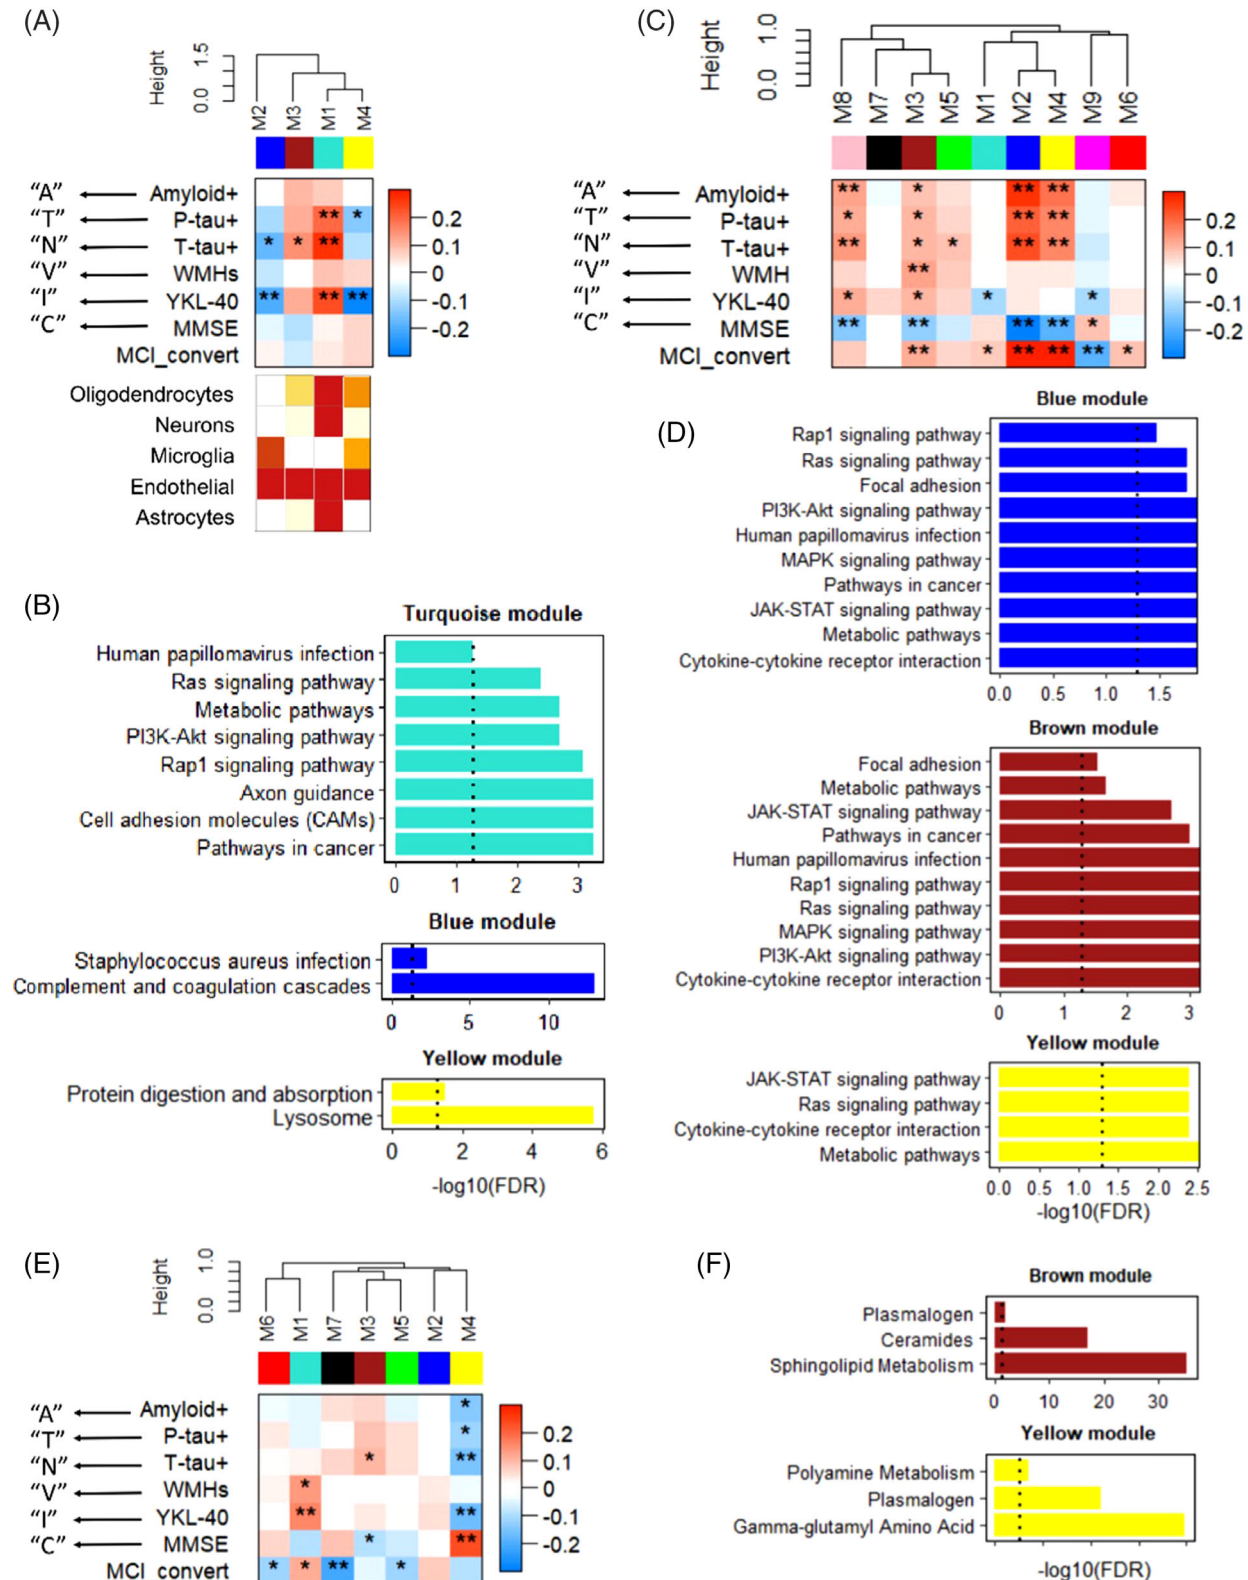 (A)
Height
0.0 1.5
M2 M3 M1 M4
"A" Amyloid+
"T" P-tau+ ** *
"N" T-tau+ * * **
"V" WMHs
"I" YKL-40 ** ** **
"C" MMSE
MCI_convert
0.2
0.1
0
-0.1
-0.2
Oligodendrocytes
Neurons
Microglia
Endothelial
Astrocytes
(B)
Turquoise module
Human papillomavirus infection
Ras signaling pathway
Metabolic pathways
PI3K-Akt signaling pathway
Rap1 signaling pathway
Axon guidance
Cell adhesion molecules (CAMs)
Pathways in cancer
0 1 2 3
Blue module
Staphylococcus aureus infection
Complement and coagulation cascades
0 5 10
Yellow module
Protein digestion and absorption
Lysosome
0 2 4 6
-log10(FDR)
(C)
Height
0.0 1.0
M8 M7 M3 M5 M1 M2 M4 M9 M6
"A" Amyloid+ ** * ** **
"T" P-tau+ * * ** **
"N" T-tau+ ** * * ** **
"V" WMH **
"I" YKL-40 * * * *
"C" MMSE ** ** ** ** *
MCI_convert ** * ** ** ** *
0.2
0.1
0
-0.1
-0.2
(D)
Blue module
Rap1 signaling pathway
Ras signaling pathway
Focal adhesion
PI3K-Akt signaling pathway
Human papillomavirus infection
MAPK signaling pathway
Pathways in cancer
JAK-STAT signaling pathway
Metabolic pathways
Cytokine-cytokine receptor interaction
0.0 0.5 1.0 1.5
Brown module
Focal adhesion
Metabolic pathways
JAK-STAT signaling pathway
Pathways in cancer
Human papillomavirus infection
Rap1 signaling pathway
Ras signaling pathway
MAPK signaling pathway
PI3K-Akt signaling pathway
Cytokine-cytokine receptor interaction
0 1 2 3
Yellow module
JAK-STAT signaling pathway
Ras signaling pathway
Cytokine-cytokine receptor interaction
Metabolic pathways
0.0 0.5 1.0 1.5 2.0 2.5
-log10(FDR)
(E)
Height
0.0 1.0
M6 M1 M7 M3 M5 M2 M4
"A" Amyloid+ *
"T" P-tau+ *
"N" T-tau+ * **
"V" WMHs *
"I" YKL-40 ** **
"C" MMSE * **
MCI_convert * * ** *
0.2
0.1
0
-0.1
-0.2
(F)
Brown module
Plasmalogen
Ceramides
Sphingolipid Metabolism
0 10 20 30
Yellow module
Polyamine Metabolism
Plasmalogen
Gamma-glutamyl Amino Acid
-log10(FDR)